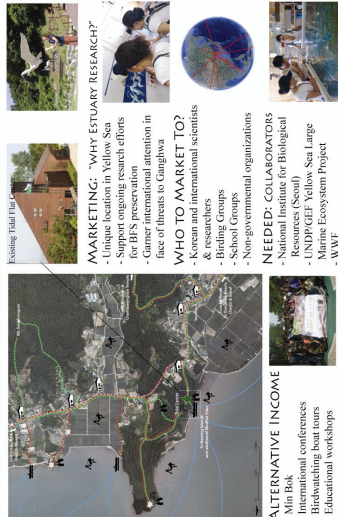 Existing Tidal Flat
MARKETING: "WHY ESTUARY RESEARCH?"
- Unique location in Yellow Sea
- Support ongoing research efforts
for BFS preservation
- Garner international attention in
face of threats to Ganghwa
WHO TO MARKET TO?
- Korean and international scientists
& researchers
- Birding Groups
- School Groups
- Non-governmental organizations
NEEDED: COLLABORATORS
- National Institute for Biological
Resources (Seoul)
- UNDP/GEF Yellow Sea Large
Marine Ecosystem Project
- WWF
ALTERNATIVE INCOME
Min Bok
International conferences
Birdwatching boat tours
Educational workshops